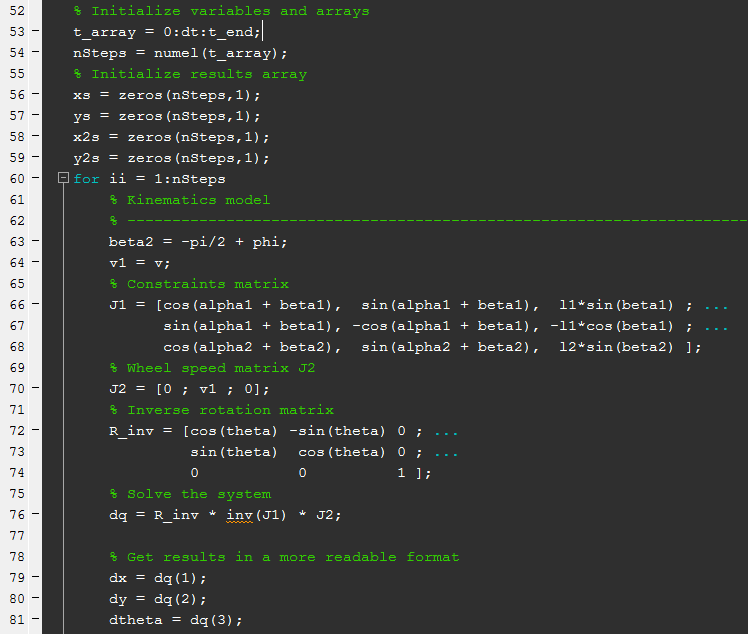 52 % Initialize variables and arrays
53 - t_array = 0:dt:t_end;
54 - nSteps = numel(t_array);
55 % Initialize results array
56 - xs = zeros(nSteps,1);
57 - ys = zeros(nSteps,1);
58 - x2s = zeros(nSteps,1);
59 - y2s = zeros(nSteps,1);
60 - for ii = 1:nSteps
61 % Kinematics model
62 % ---------------------------------------------------------------------
63 - beta2 = -pi/2 + phi;
64 - v1 = v;
65 % Constraints matrix
66 - J1 = [cos(alpha1 + beta1), sin(alpha1 + beta1), l1*sin(beta1) ; ...
67 sin(alpha1 + beta1), -cos(alpha1 + beta1), -l1*cos(beta1) ; ...
68 cos(alpha2 + beta2), sin(alpha2 + beta2), l2*sin(beta2) ];
69 % Wheel speed matrix J2
70 - J2 = [0 ; v1 ; 0];
71 % Inverse rotation matrix
72 - R_inv = [cos(theta) -sin(theta) 0 ; ...
73 sin(theta) cos(theta) 0 ; ...
74 0 0 1 ];
75 % Solve the system
76 - dq = R_inv * inv(J1) * J2;
77
78 % Get results in a more readable format
79 - dx = dq(1);
80 - dy = dq(2);
81 - dtheta = dq(3);